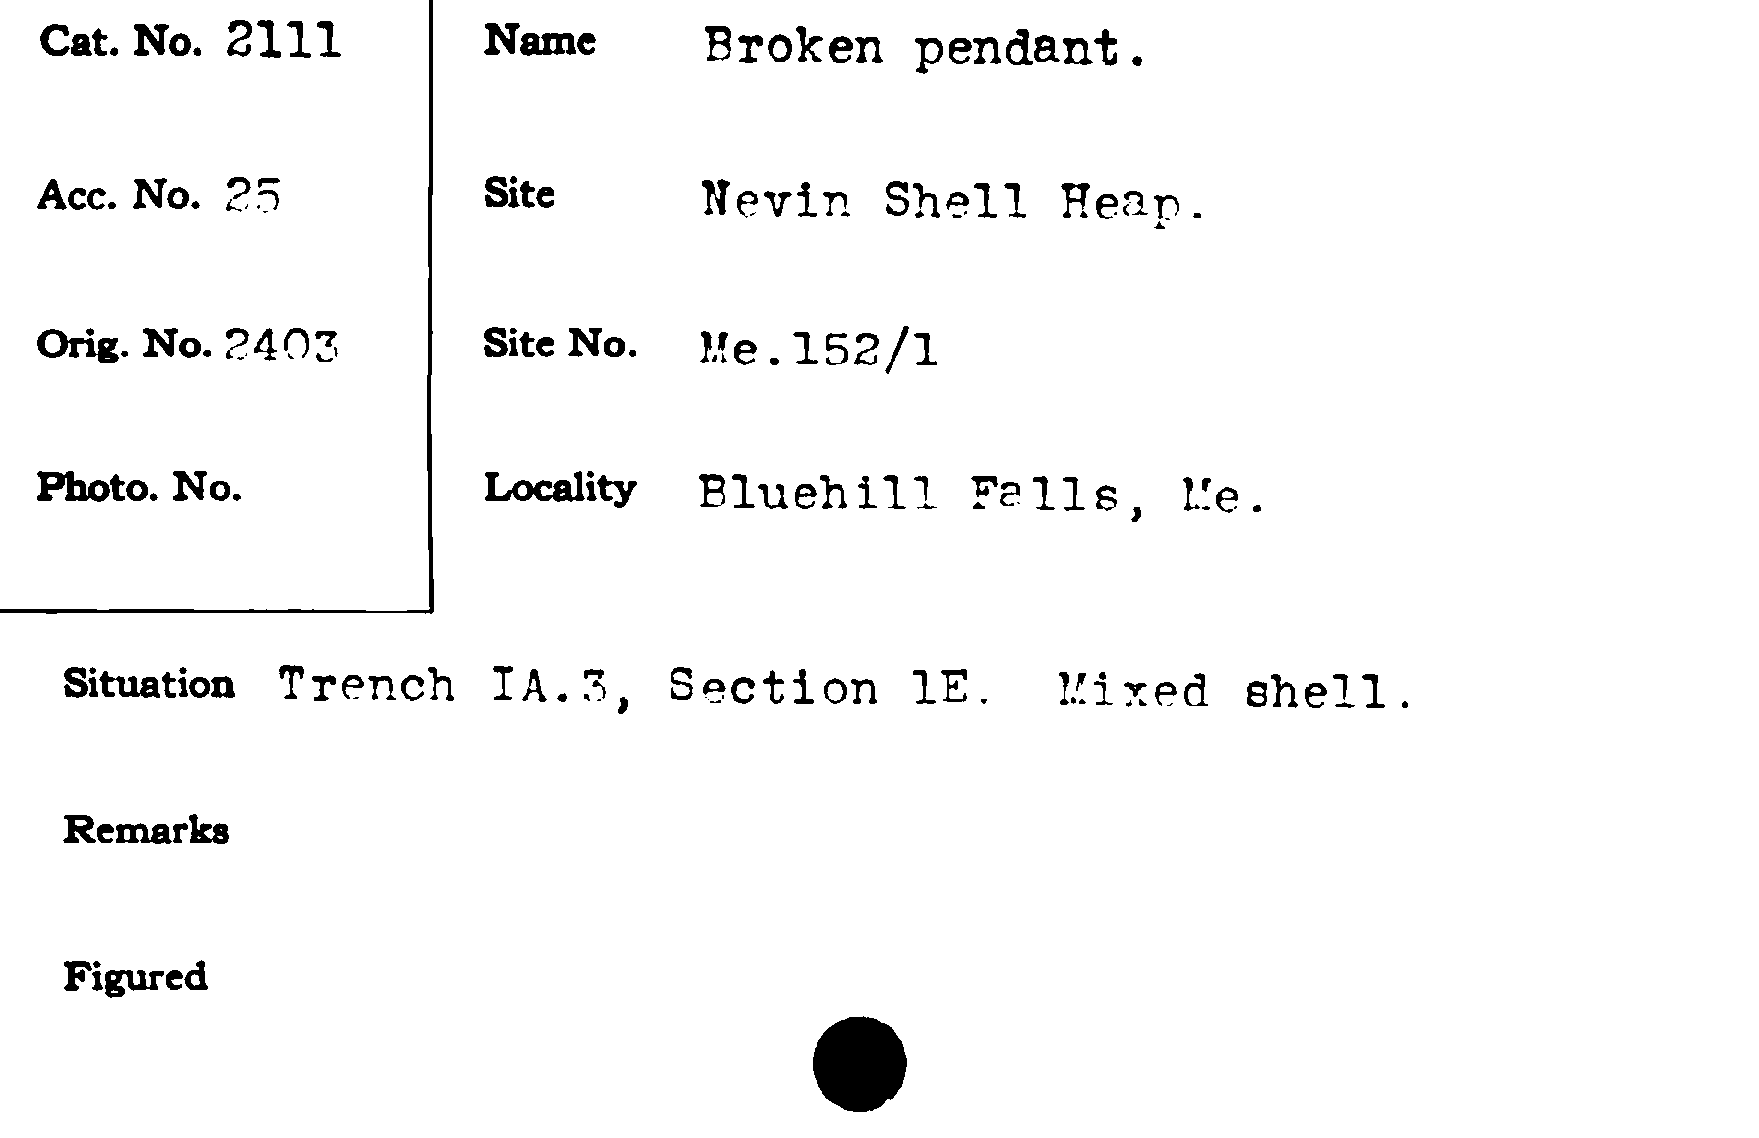 Cat. No. 2111 Name Broken pendant.
Acc. No. 25 Site Nevin Shell Heap.
Orig. No. 2403 Site No. Me.152/1
Photo. No. Locality Bluehill Falls, Me.
Situation Trench IA.3, Section 1E. Mixed shell.
Remarks
Figured